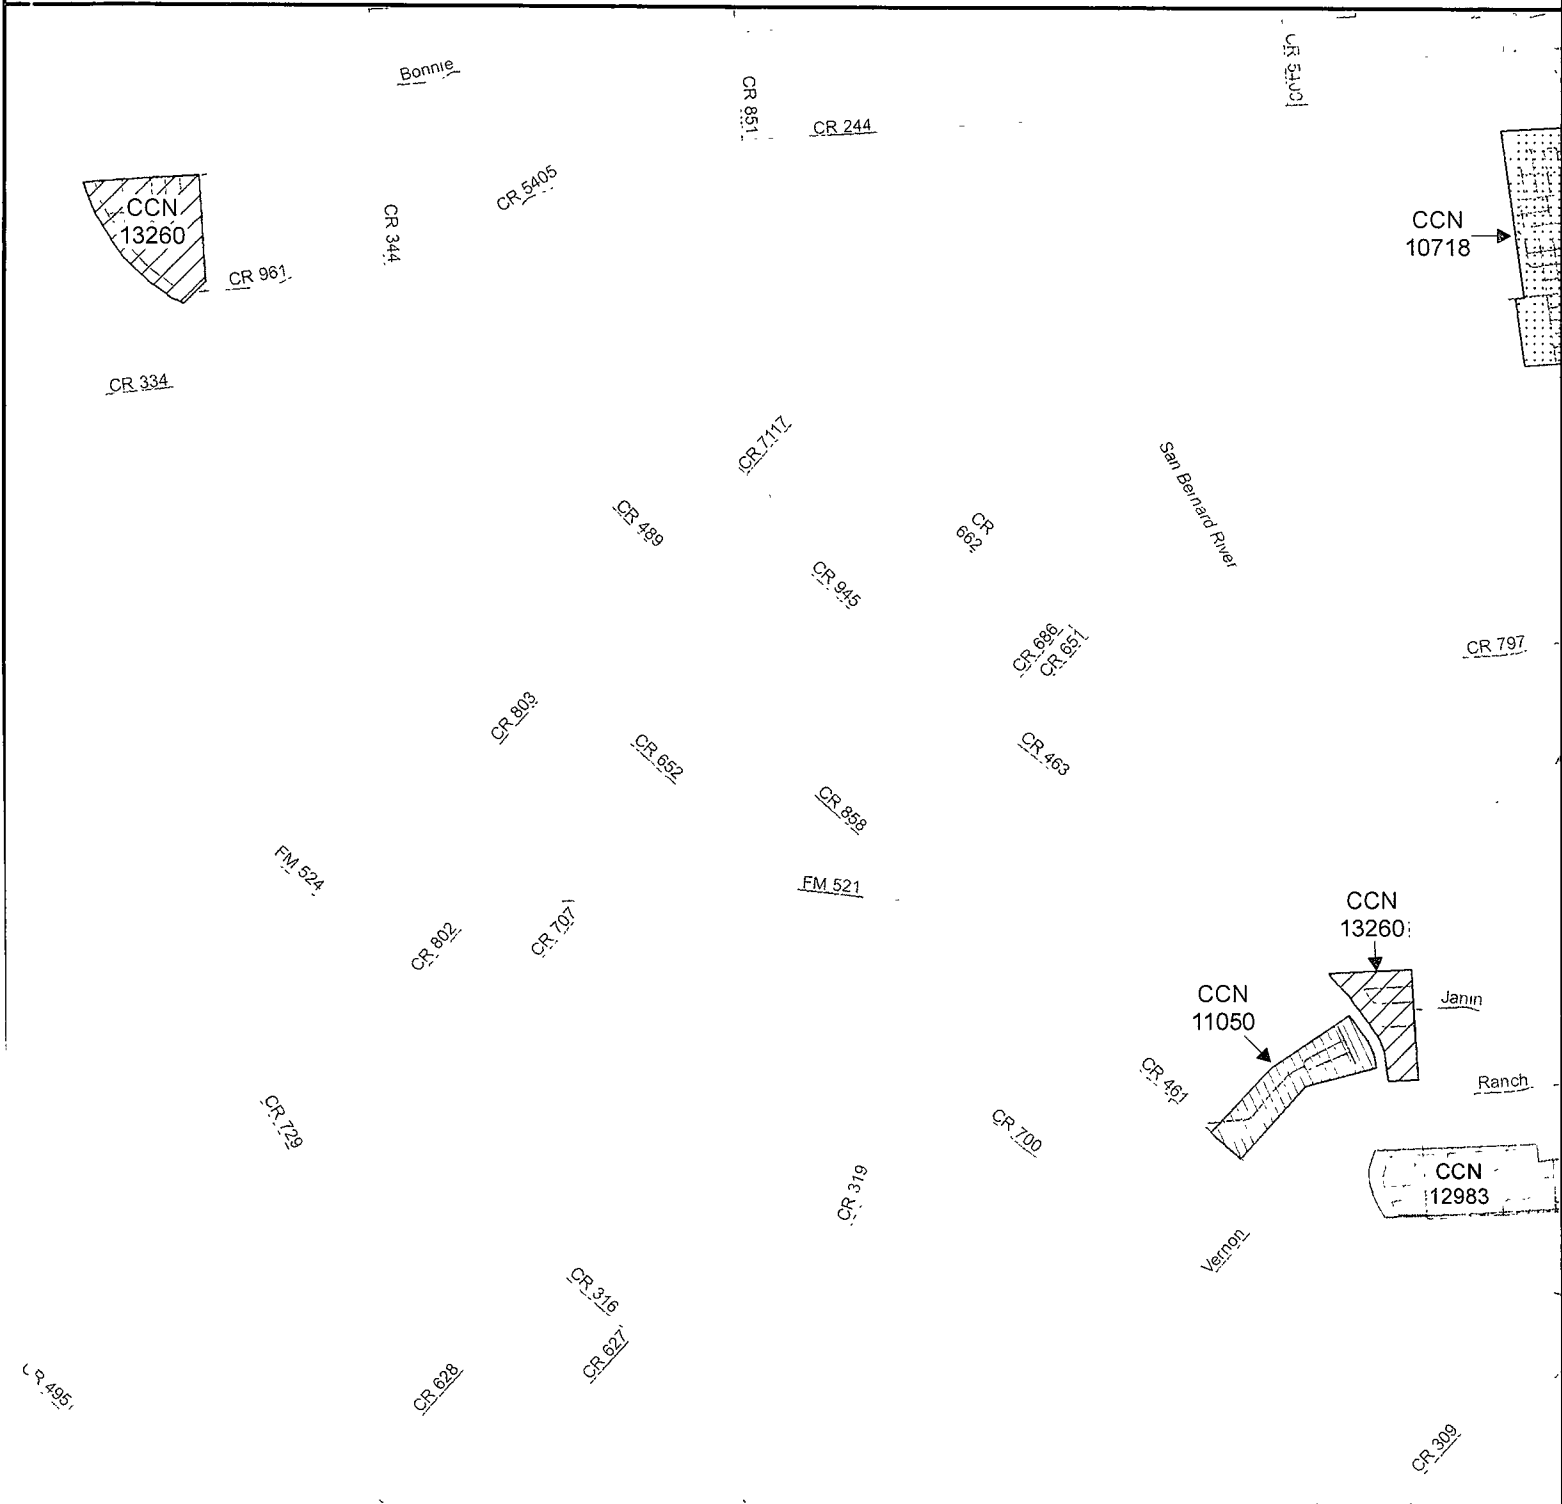 Bonnie
CR 851
CR 244
CR 5405
CR 344
CCN
13260
CR 961
CCN
10718
CR 334
CR 7117
San Bernard River
CR 489
CR
662
CR 945
CR 686
CR 651
CR 797
CR 803
CR 652
CR 463
CR 858
FM 524
FM 521
CR 802
CR 707
CCN
13260
CCN
11050
Janin
CR 461
Ranch
CR 729
CR 700
CCN
12983
CR 319
Vernon
CR 316
CR 627
CR 628
CR 495
CR 309